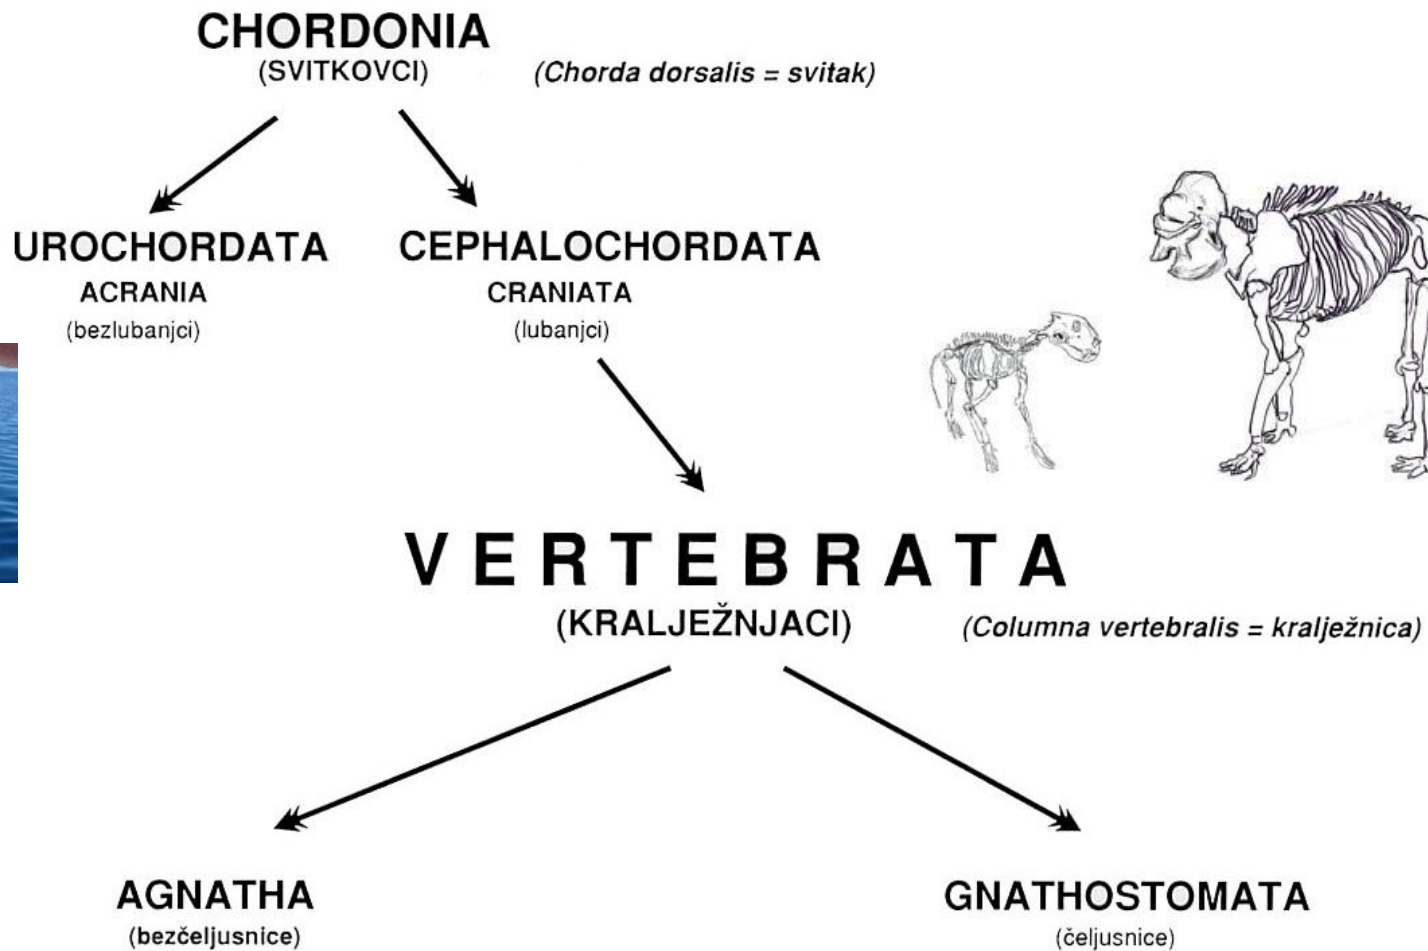 CHORDONIA
(SVITKOVCI)
(Chorda dorsalis = svitak)
UROCHORDATA
ACRANIA
(bezlubanjci)
CEPHALOCHORDATA
CRANIATA
(lubanjci)
VERTEBRATA
(KRALJEŽNJACI)
(Columna vertebralis = kralježnica)
AGNATHA
(bezčeljusnice)
GNATHOSTOMATA
(čeljusnice)